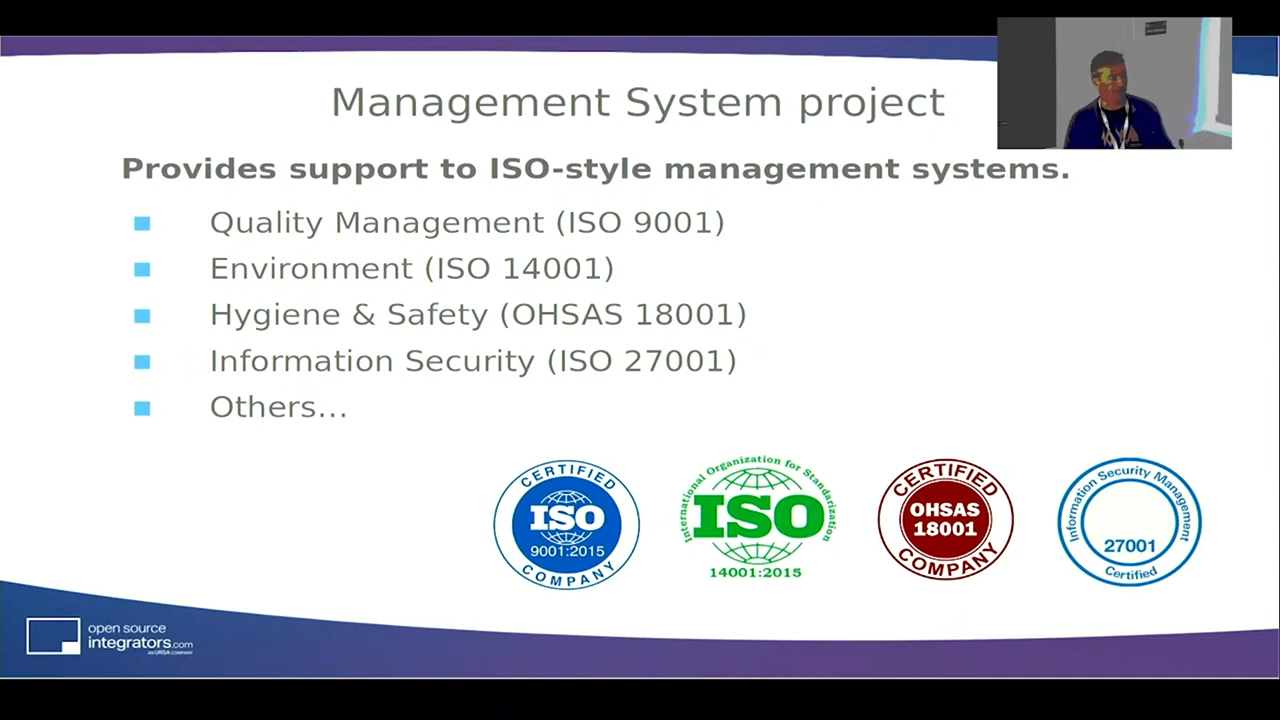 Management System project
Provides support to ISO-style management systems.
Quality Management (ISO 9001)
Environment (ISO 14001)
Hygiene & Safety (OHSAS 18001)
Information Security (ISO 27001)
Others...
CERTIFIED
ISO
9001:2015
COMPANY
International Organization for Standardization
ISO
14001:2015
CERTIFIED
OHSAS
18001
COMPANY
Information Security Management
27001
Certified
open source
integrators.com
AN URSA COMPANY